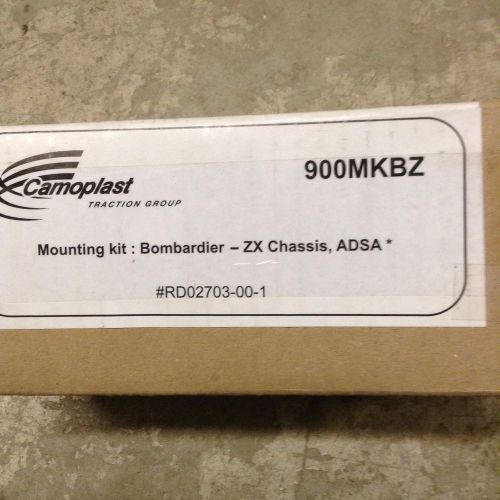 Camoplast
TRACTION GROUP
900MKBZ
Mounting kit : Bombardier – ZX Chassis, ADSA *
#RD02703-00-1